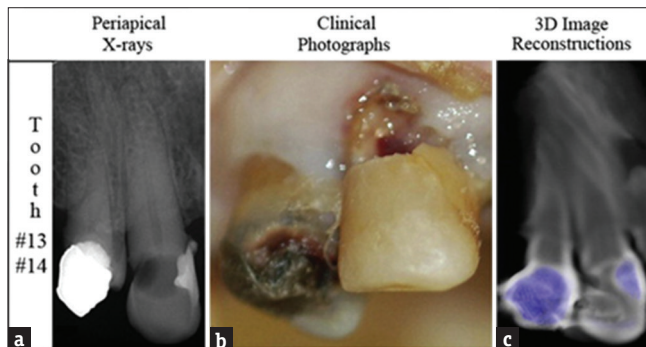 Periapical
X-rays
Clinical
Photographs
3D Image
Reconstructions
T
o
o
t
h
#13
#14
a
b
c